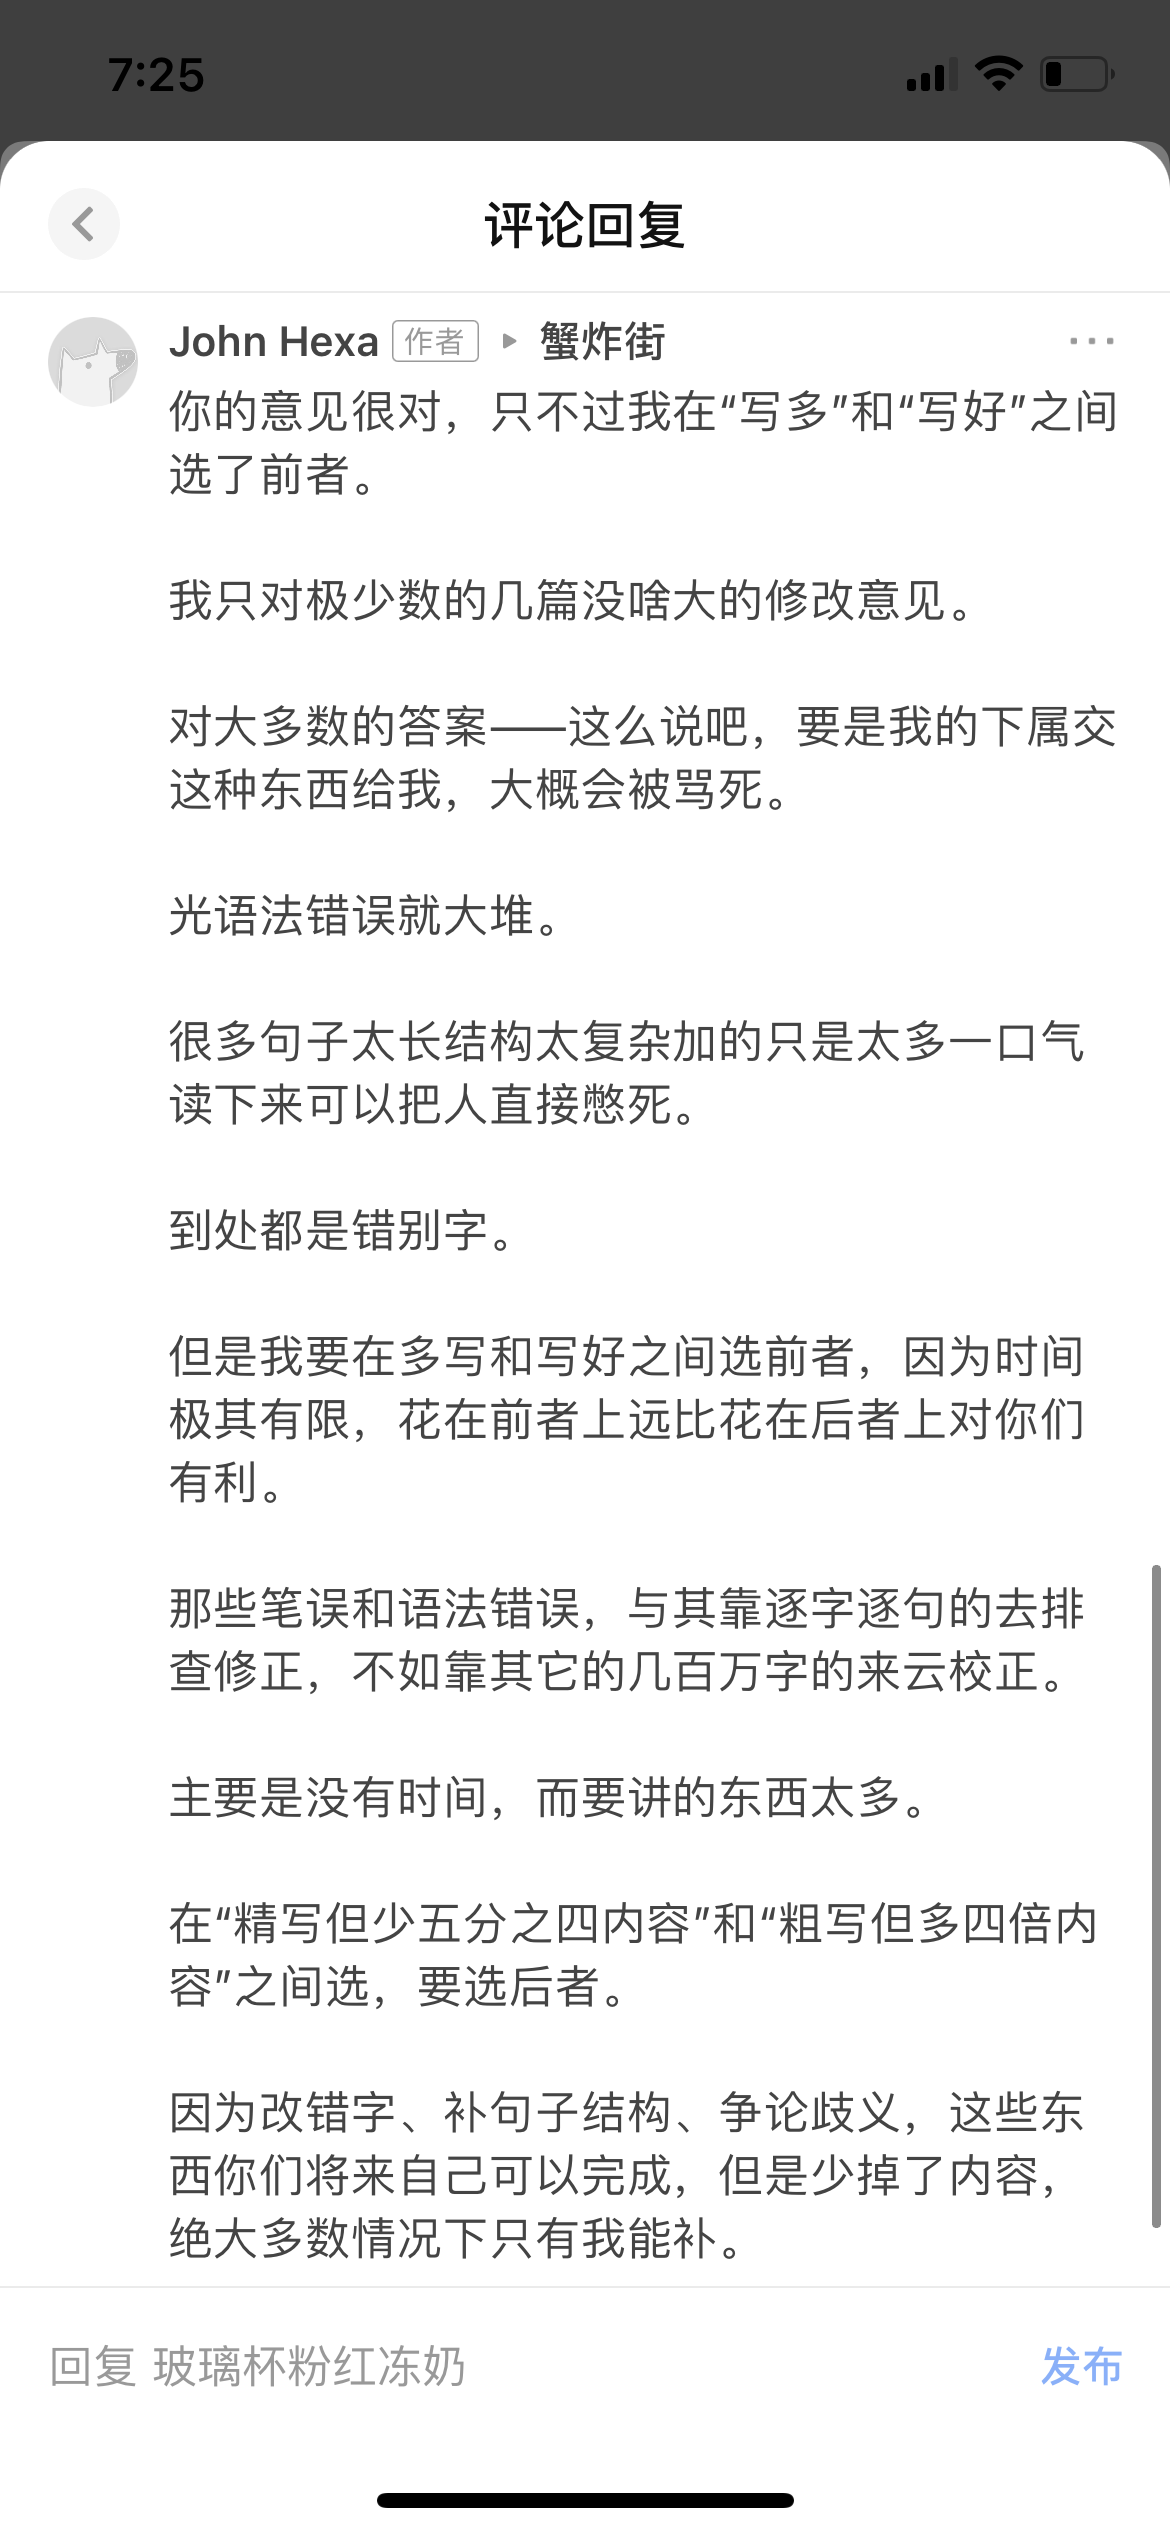 7:25
评论回复
John Hexa 作者 ▸ 蟹炸街
你的意见很对，只不过我在“写多”和“写好”之间
选了前者。
我只对极少数的几篇没啥大的修改意见。
对大多数的答案——这么说吧，要是我的下属交
这种东西给我，大概会被骂死。
光语法错误就大堆。
很多句子太长结构太复杂加的只是太多一口气
读下来可以把人直接憋死。
到处都是错别字。
但是我要在多写和写好之间选前者，因为时间
极其有限，花在前者上远比花在后者上对你们
有利。
那些笔误和语法错误，与其靠逐字逐句的去排
查修正，不如靠其它的几百万字的来云校正。
主要是没有时间，而要讲的东西太多。
在“精写但少五分之四内容”和“粗写但多四倍内
容”之间选，要选后者。
因为改错字、补句子结构、争论歧义，这些东
西你们将来自己可以完成，但是少掉了内容，
绝大多数情况下只有我能补。
回复 玻璃杯粉红冻奶
发布